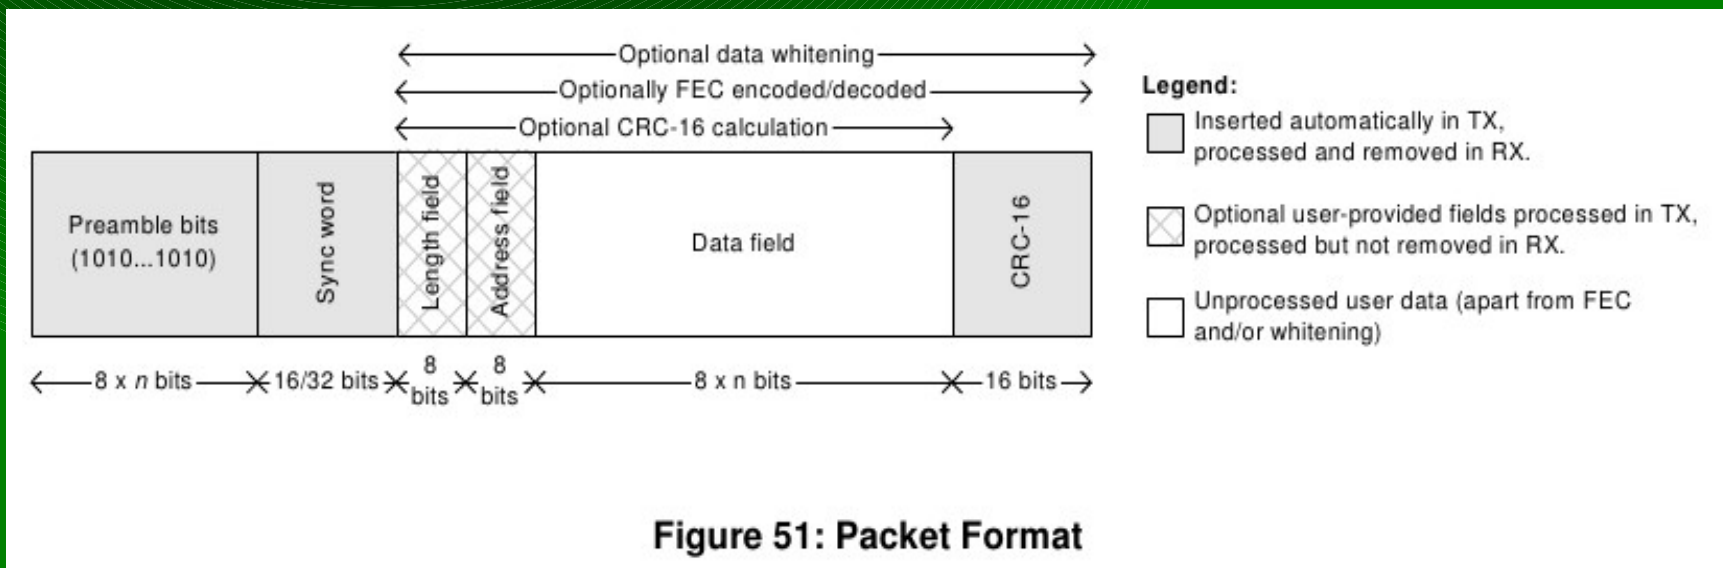 Optional data whitening
Optionally FEC encoded/decoded
Optional CRC-16 calculation
Preamble bits
(1010...1010)
Sync word
Length field
Address field
Data field
CRC-16
8 x n bits
16/32 bits
8
bits
8
bits
8 x n bits
16 bits
Legend:
Inserted automatically in TX,
processed and removed in RX.
Optional user-provided fields processed in TX,
processed but not removed in RX.
Unprocessed user data (apart from FEC
and/or whitening)
Figure 51: Packet Format